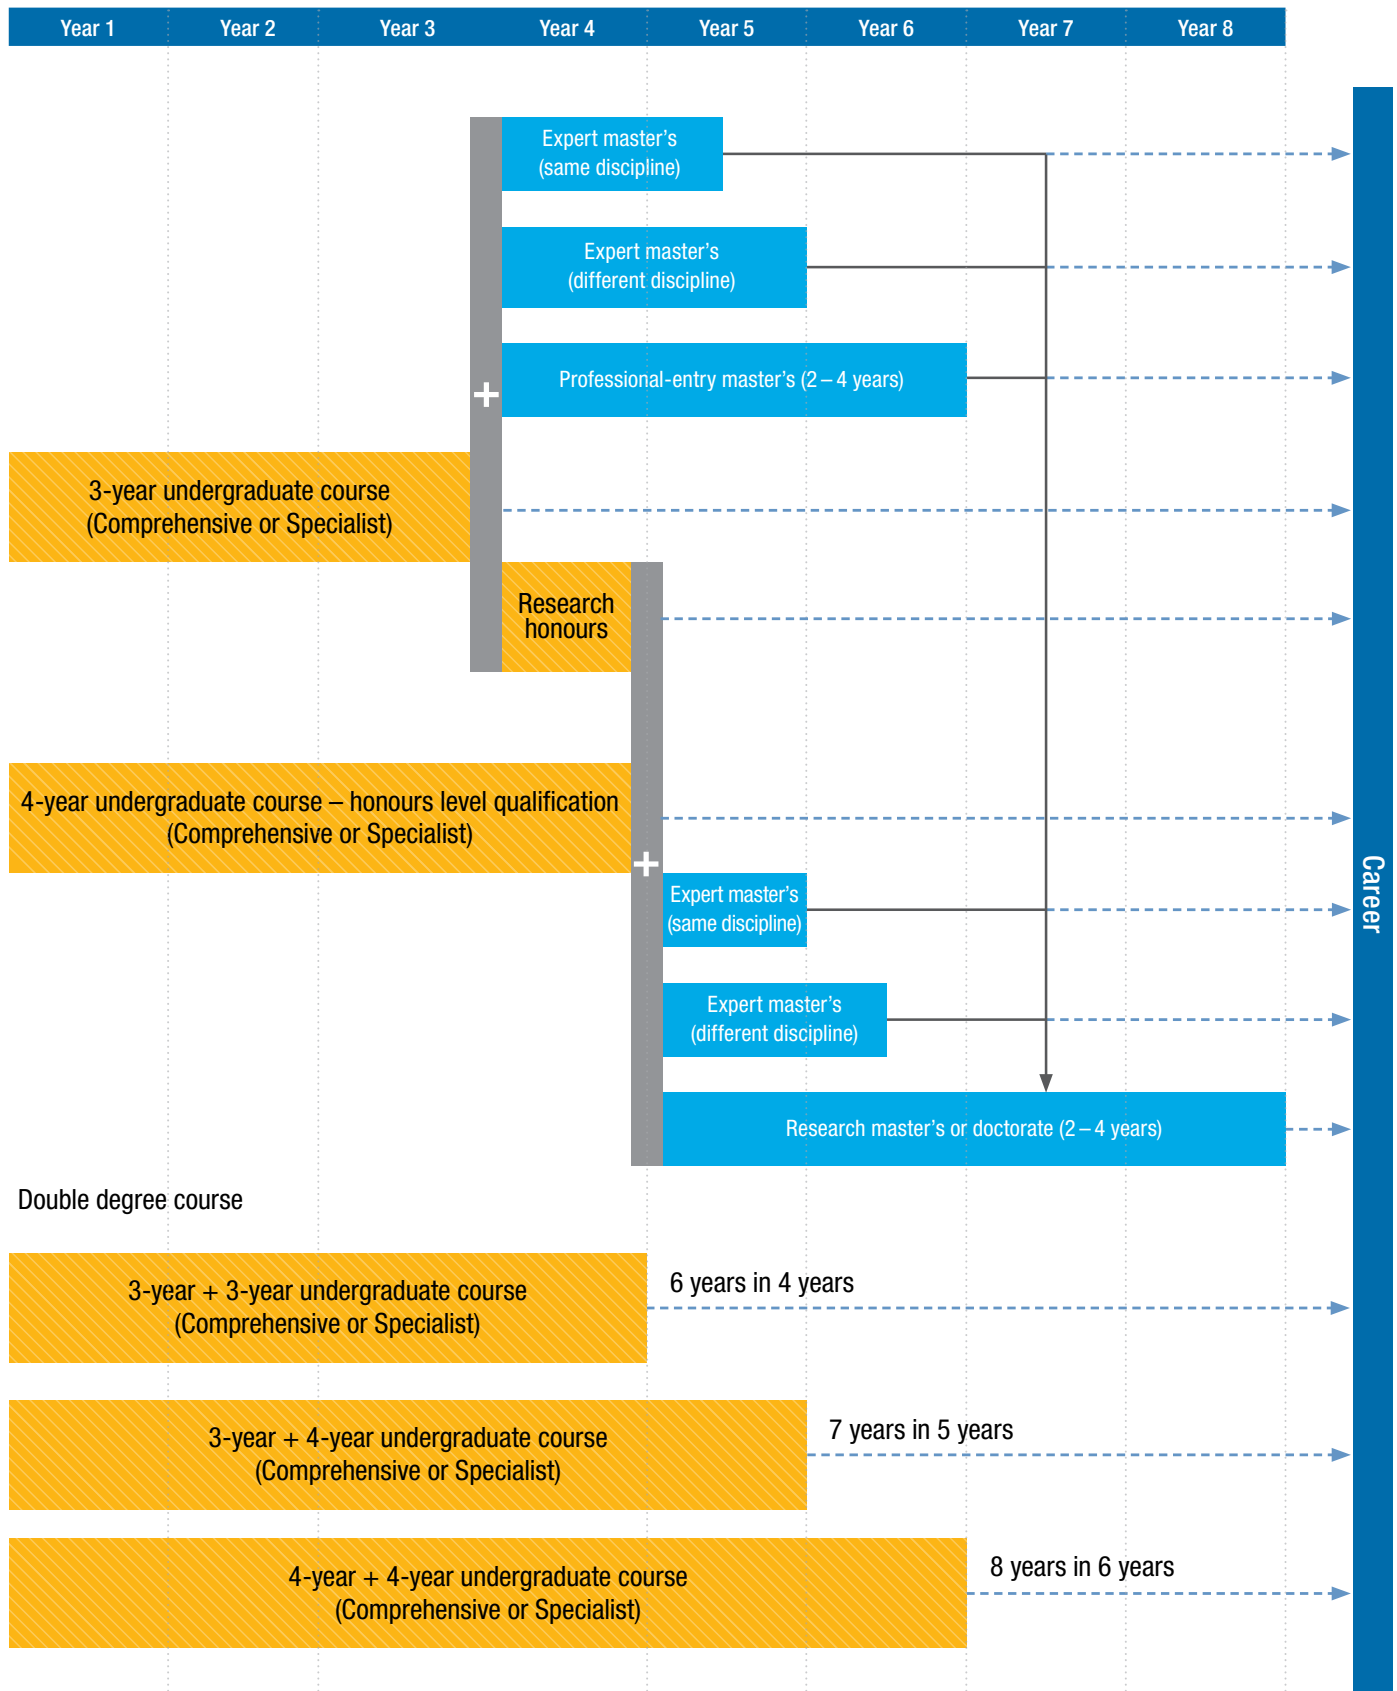 Year 1 Year 2 Year 3 Year 4 Year 5 Year 6 Year 7 Year 8
Expert master's
(same discipline)
Expert master's
(different discipline)
Professional-entry master's (2 – 4 years)
+
3-year undergraduate course
(Comprehensive or Specialist)
Research
honours
4-year undergraduate course – honours level qualification
(Comprehensive or Specialist)
+
Expert master's
(same discipline)
Career
Expert master's
(different discipline)
Research master's or doctorate (2 – 4 years)
Double degree course
3-year + 3-year undergraduate course
(Comprehensive or Specialist)
6 years in 4 years
3-year + 4-year undergraduate course
(Comprehensive or Specialist)
7 years in 5 years
4-year + 4-year undergraduate course
(Comprehensive or Specialist)
8 years in 6 years